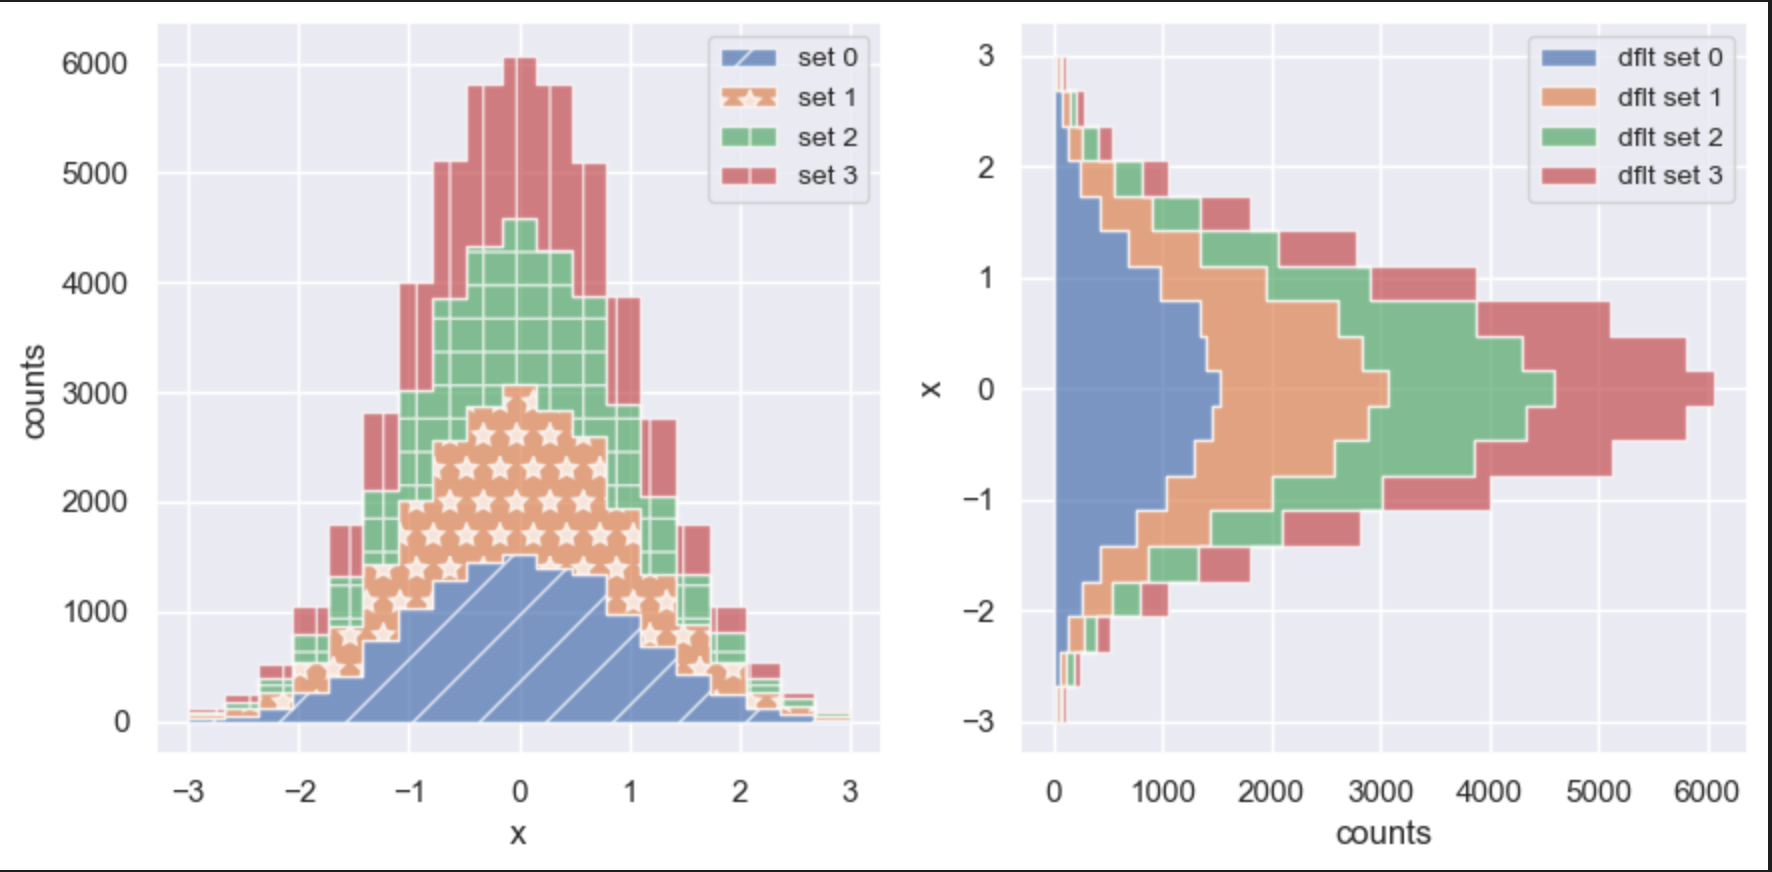 counts
6000
5000
4000
3000
2000
1000
0
−3 −2 −1 0 1 2 3
x
set 0
set 1
set 2
set 3
x
3
2
1
0
−1
−2
−3
0 1000 2000 3000 4000 5000 6000
counts
dflt set 0
dflt set 1
dflt set 2
dflt set 3